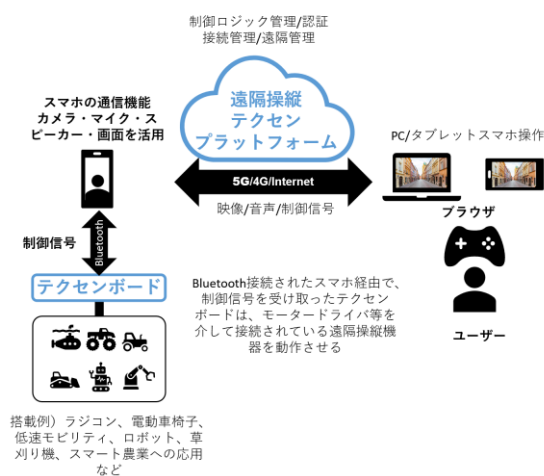 制御ロジック管理/認証
接続管理/遠隔管理
遠隔操縦
テクセン
プラットフォーム
スマホの通信機能
カメラ・マイク・ス
ピーカー・画面を活用
PC/タブレットスマホ操作
5G/4G/Internet
映像/音声/制御信号
ブラウザ
制御信号
Bluetooth
テクセンボード
Bluetooth接続されたスマホ経由で、
制御信号を受け取ったテクセン
ボードは、モータードライバ等を
介して接続されている遠隔操縦機
器を動作させる
ユーザー
搭載例）ラジコン、電動車椅子、
低速モビリティ、ロボット、草
刈り機、スマート農業への応用
など